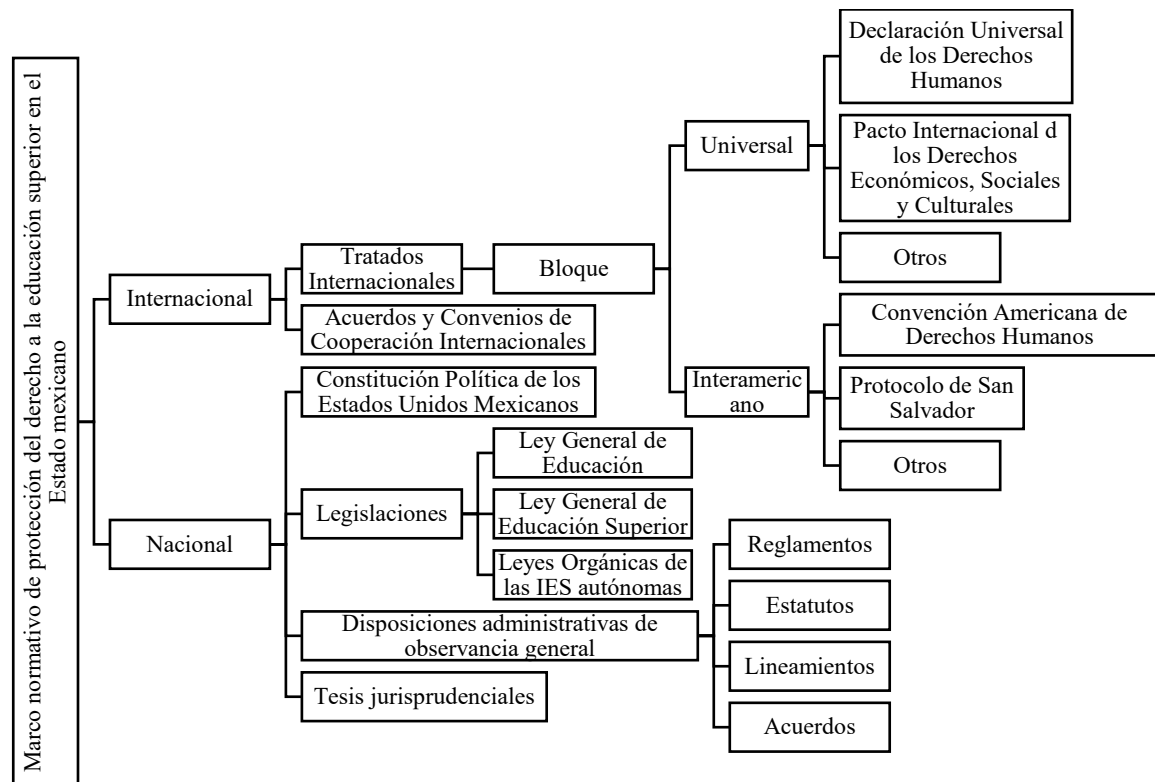 Marco normativo de protección del derecho a la educación superior en el
Estado mexicano
Internacional
Tratados
Internacionales
Bloque
Universal
Declaración Universal
de los Derechos
Humanos
Pacto Internacional d
los Derechos
Económicos, Sociales
y Culturales
Otros
Interameric
ano
Convención Americana de
Derechos Humanos
Protocolo de San
Salvador
Otros
Acuerdos y Convenios de
Cooperación Internacionales
Nacional
Constitución Política de los
Estados Unidos Mexicanos
Legislaciones
Ley General de
Educación
Ley General de
Educación Superior
Leyes Orgánicas de
las IES autónomas
Disposiciones administrativas de
observancia general
Reglamentos
Estatutos
Lineamientos
Acuerdos
Tesis jurisprudenciales